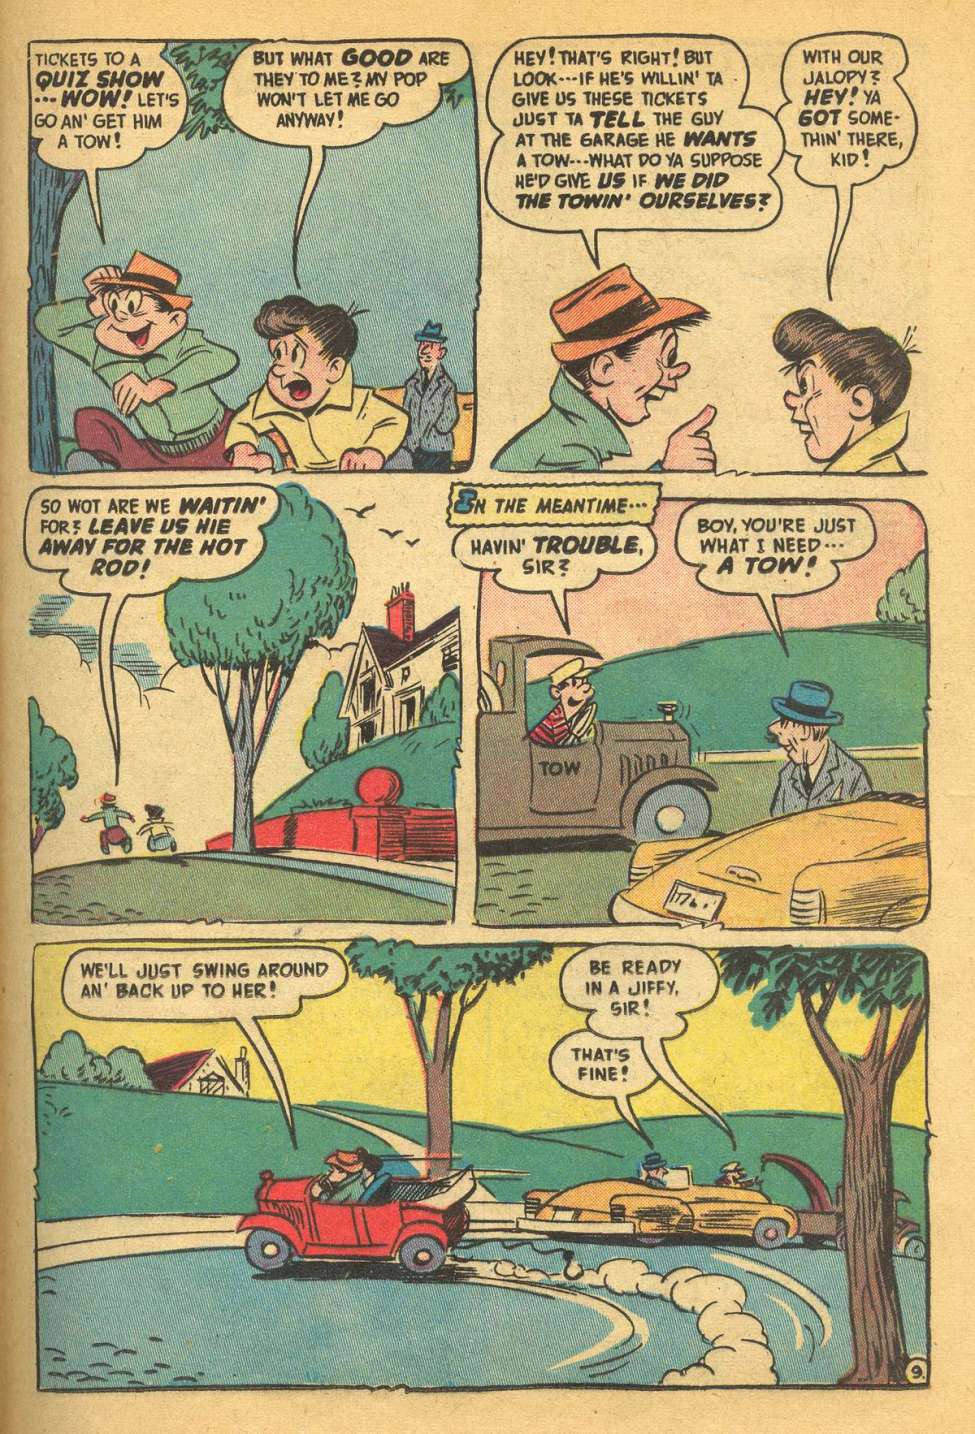 TICKETS TO A
QUIZ SHOW
...WOW! LET'S
GO AN' GET HIM
A TOW!
BUT WHAT GOOD ARE
THEY TO ME? MY POP
WON'T LET ME GO
ANYWAY!
HEY! THAT'S RIGHT! BUT
LOOK---IF HE'S WILLIN' TA
GIVE US THESE TICKETS
JUST TA TELL THE GUY
AT THE GARAGE HE WANTS
A TOW---WHAT DO YA SUPPOSE
HE'D GIVE US IF WE DID
THE TOWIN' OURSELVES?
WITH OUR
JALOPY?
HEY! YA
GOT SOME-
THIN' THERE,
KID!
SO WOT ARE WE WAITIN'
FOR? LEAVE US HIE
AWAY FOR THE HOT
ROD!
IN THE MEANTIME---
HAVIN' TROUBLE,
SIR?
BOY, YOU'RE JUST
WHAT I NEED---
A TOW!
TOW
WE'LL JUST SWING AROUND
AN' BACK UP TO HER!
BE READY
IN A JIFFY,
SIR!
THAT'S
FINE!
9